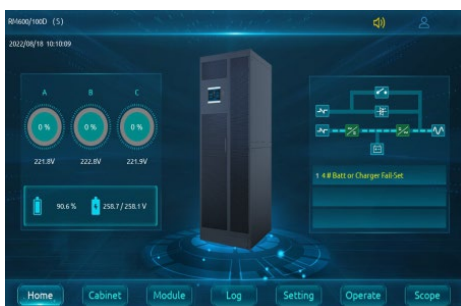 RM600/100D (S)
2022/08/18 10:10:09
A B C
0 % 0 % 0 %
221.8V 222.8V 221.9V
90.6 % 258.7 / 258.1 V
1 4# Batt or Charger Fail-Set
Home Cabinet Module Log Setting Operate Scope